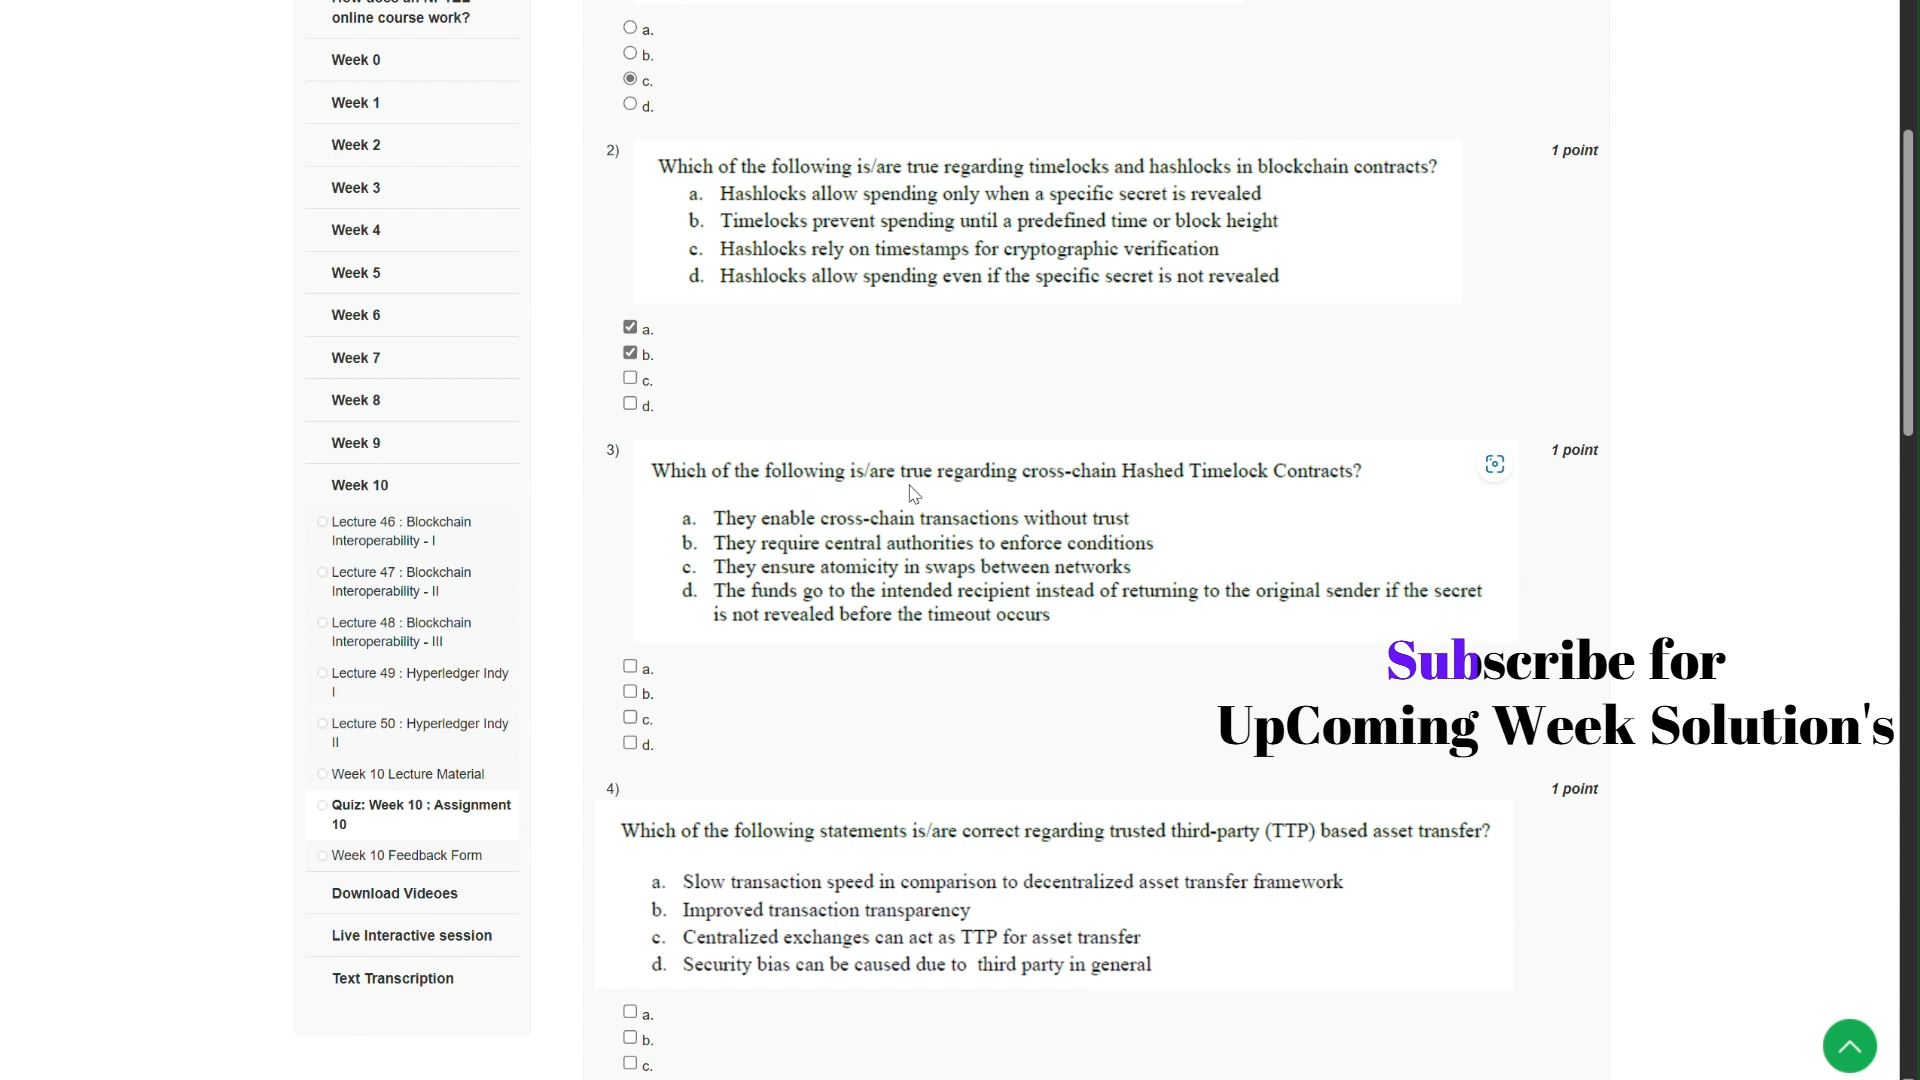 online course work?
Week 0
Week 1
Week 2
Week 3
Week 4
Week 5
Week 6
Week 7
Week 8
Week 9
Week 10
Lecture 46 : Blockchain
Interoperability - I
Lecture 47 : Blockchain
Interoperability - II
Lecture 48 : Blockchain
Interoperability - III
Lecture 49 : Hyperledger Indy
I
Lecture 50 : Hyperledger Indy
II
Week 10 Lecture Material
Quiz: Week 10 : Assignment
10
Week 10 Feedback Form
Download Videoes
Live Interactive session
Text Transcription
a.
b.
c.
d.
2)
1 point
Which of the following is/are true regarding timelocks and hashlocks in blockchain contracts?
a. Hashlocks allow spending only when a specific secret is revealed
b. Timelocks prevent spending until a predefined time or block height
c. Hashlocks rely on timestamps for cryptographic verification
d. Hashlocks allow spending even if the specific secret is not revealed
a.
b.
c.
d.
3)
1 point
Which of the following is/are true regarding cross-chain Hashed Timelock Contracts?
a. They enable cross-chain transactions without trust
b. They require central authorities to enforce conditions
c. They ensure atomicity in swaps between networks
d. The funds go to the intended recipient instead of returning to the original sender if the secret
is not revealed before the timeout occurs
a.
b.
c.
d.
Subscribe for
UpComing Week Solution's
4)
1 point
Which of the following statements is/are correct regarding trusted third-party (TTP) based asset transfer?
a. Slow transaction speed in comparison to decentralized asset transfer framework
b. Improved transaction transparency
c. Centralized exchanges can act as TTP for asset transfer
d. Security bias can be caused due to third party in general
a.
b.
c.